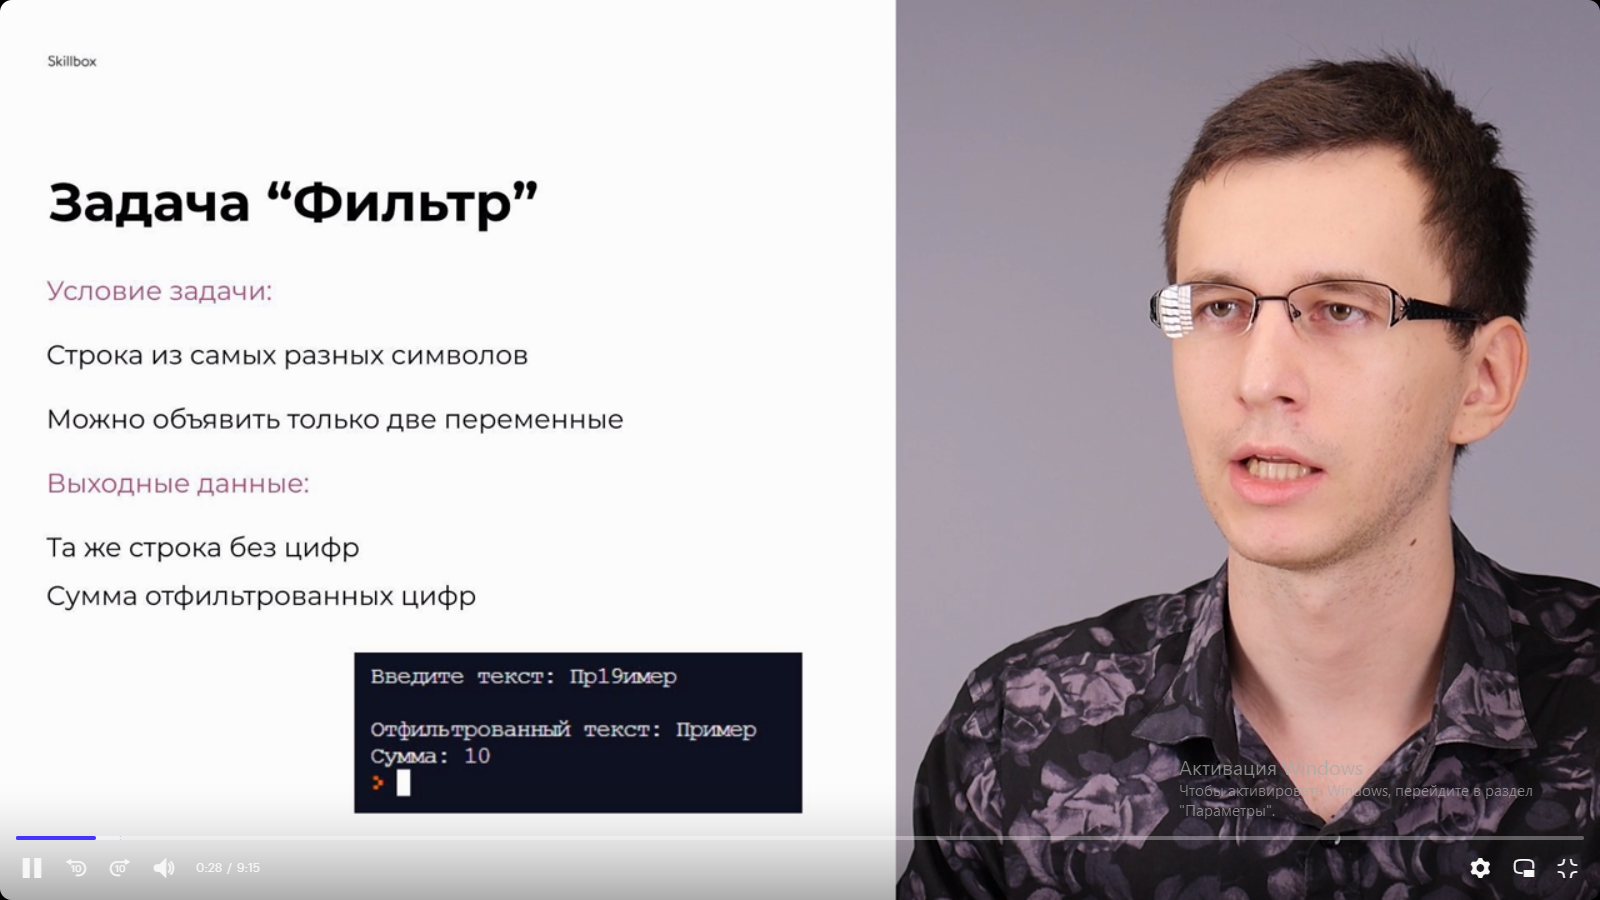 Skillbox
Задача “Фильтр”
Условие задачи:
Строка из самых разных символов
Можно объявить только две переменные
Выходные данные:
Та же строка без цифр
Сумма отфильтрованных цифр
Введите текст: Пр19имер
Отфильтрованный текст: Пример
Сумма: 10
>
Активация Windows
Чтобы активировать Windows, перейдите в раздел
"Параметры".
10
10
0:28 / 9:15